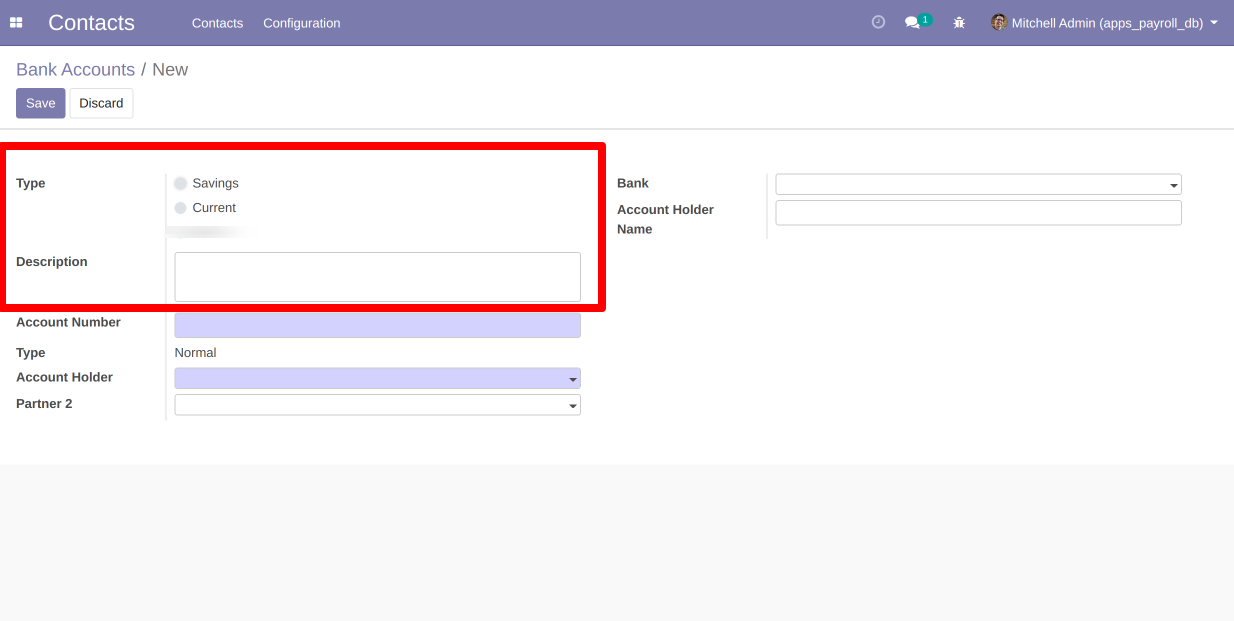 Contacts Contacts Configuration 1 Mitchell Admin (apps_payroll_db)
Bank Accounts / New
Save Discard
Type
Savings
Current
Description
Account Number
Type Normal
Account Holder
Partner 2
Bank
Account Holder
Name